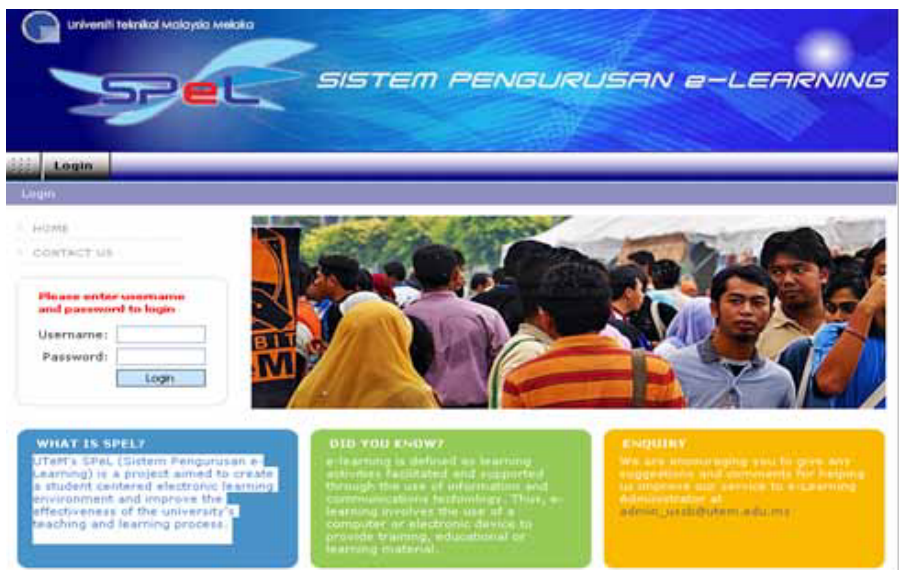 Universiti Teknikal Malaysia Melaka
SPeL
SISTEM PENGURUSAN e-LEARNING
Login
Login
HOME
CONTACT US
Please enter username
and password to login
Username:
Password:
Login
BIT
M
WHAT IS SPEL?
UTeM's SPeL (Sistem Pengurusan e-
Learning) is a project aimed to create
a student centered electronic learning
environment and improve the
effectiveness of the university's
teaching and learning process.
DID YOU KNOW?
e-learning is defined as learning
activities facilitated and supported
through the use of information and
communications technology. Thus, e-
learning involves the use of a
computer or electronic device to
provide training, educational or
learning material.
ENQUIRY
We are encouraging you to give any
suggestions and comments for helping
us improve our service to e-Learning
Administrator at